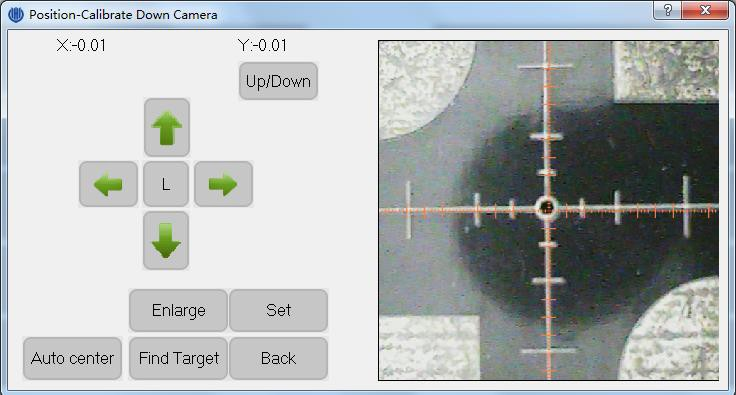 Position-Calibrate Down Camera
X:-0.01
Y:-0.01
Up/Down
L
Enlarge
Set
Auto center
Find Target
Back